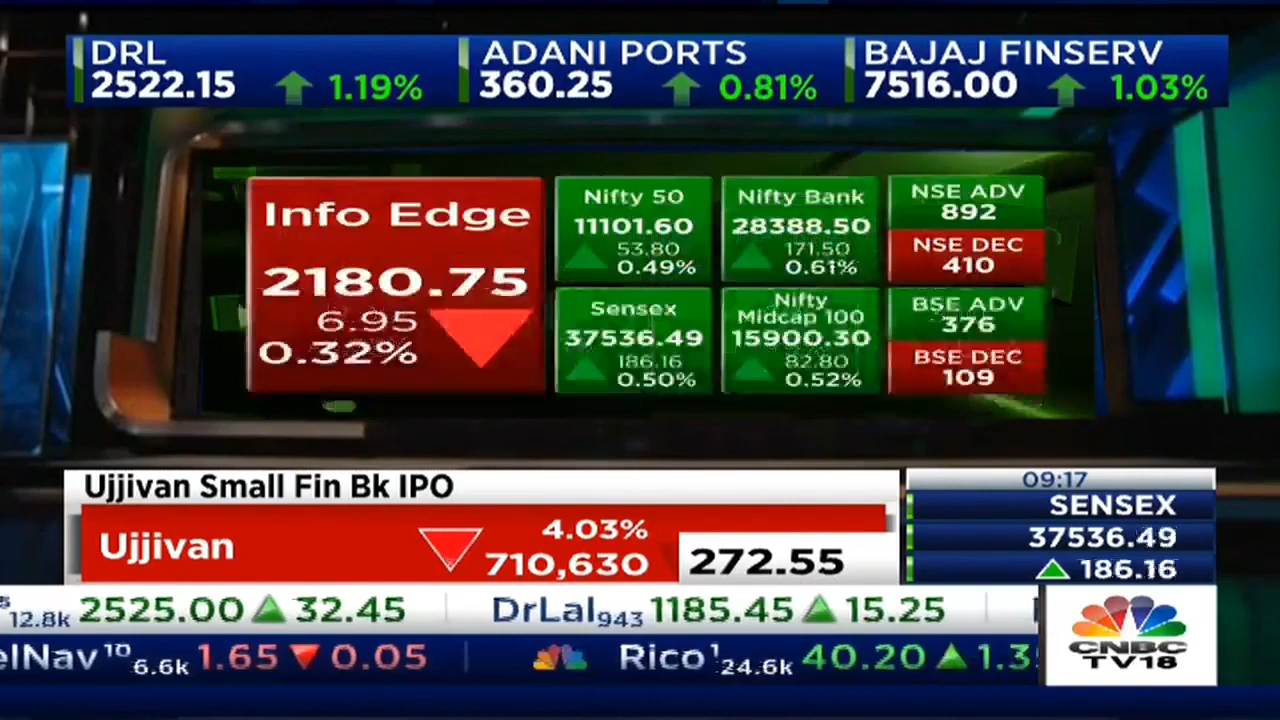 DRL
2522.15 1.19%
ADANI PORTS
360.25 0.81%
BAJAJ FINSERV
7516.00 1.03%
Info Edge
2180.75
6.95
0.32%
Nifty 50
11101.60
53.80
0.49%
Nifty Bank
28388.50
171.50
0.61%
NSE ADV
892
NSE DEC
410
Sensex
37536.49
186.16
0.50%
Nifty
Midcap 100
15900.30
82.80
0.52%
BSE ADV
376
BSE DEC
109
Ujjivan Small Fin Bk IPO
Ujjivan
4.03%
710,630
272.55
09:17
SENSEX
37536.49
186.16
12.8k 2525.00 32.45 DrLal 943 1185.45 15.25
elNav 10 6.6k 1.65 0.05 Rico 1 24.6k 40.20 1.3
CNBC
TV18